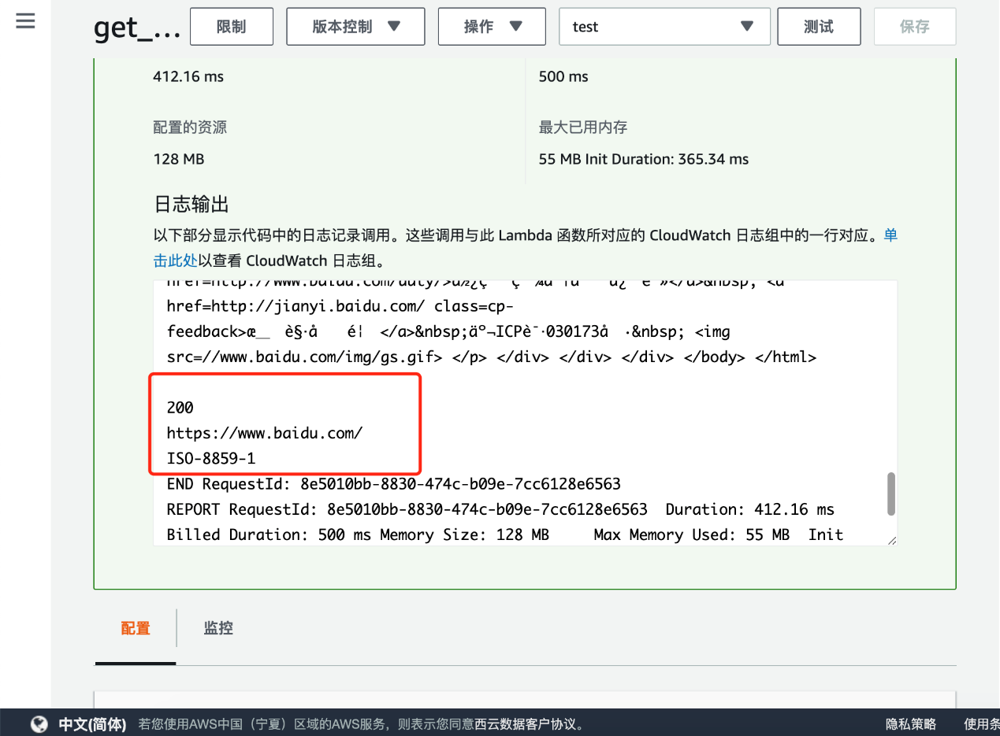 get_...
限制
版本控制
操作
test
测试
保存
412.16 ms
500 ms
配置的资源
最大已用内存
128 MB
55 MB Init Duration: 365.34 ms
日志输出
以下部分显示代码中的日志记录调用。这些调用与此 Lambda 函数所对应的 CloudWatch 日志组中的一行对应。单
击此处以查看 CloudWatch 日志组。
href=http://jianyi.baidu.com/ class=cp-
feedback>æ__ è§·å é¦ </a>&nbsp;äº¬ICPè¯·030173å ·&nbsp; <img
src=//www.baidu.com/img/gs.gif> </p> </div> </div> </div> </body> </html>
200
https://www.baidu.com/
ISO-8859-1
END RequestId: 8e5010bb-8830-474c-b09e-7cc6128e6563
REPORT RequestId: 8e5010bb-8830-474c-b09e-7cc6128e6563 Duration: 412.16 ms
Billed Duration: 500 ms Memory Size: 128 MB Max Memory Used: 55 MB Init
配置
监控
中文(简体) 若您使用AWS中国（宁夏）区域的AWS服务，则表示您同意西云数据客户协议。
隐私策略
使用条